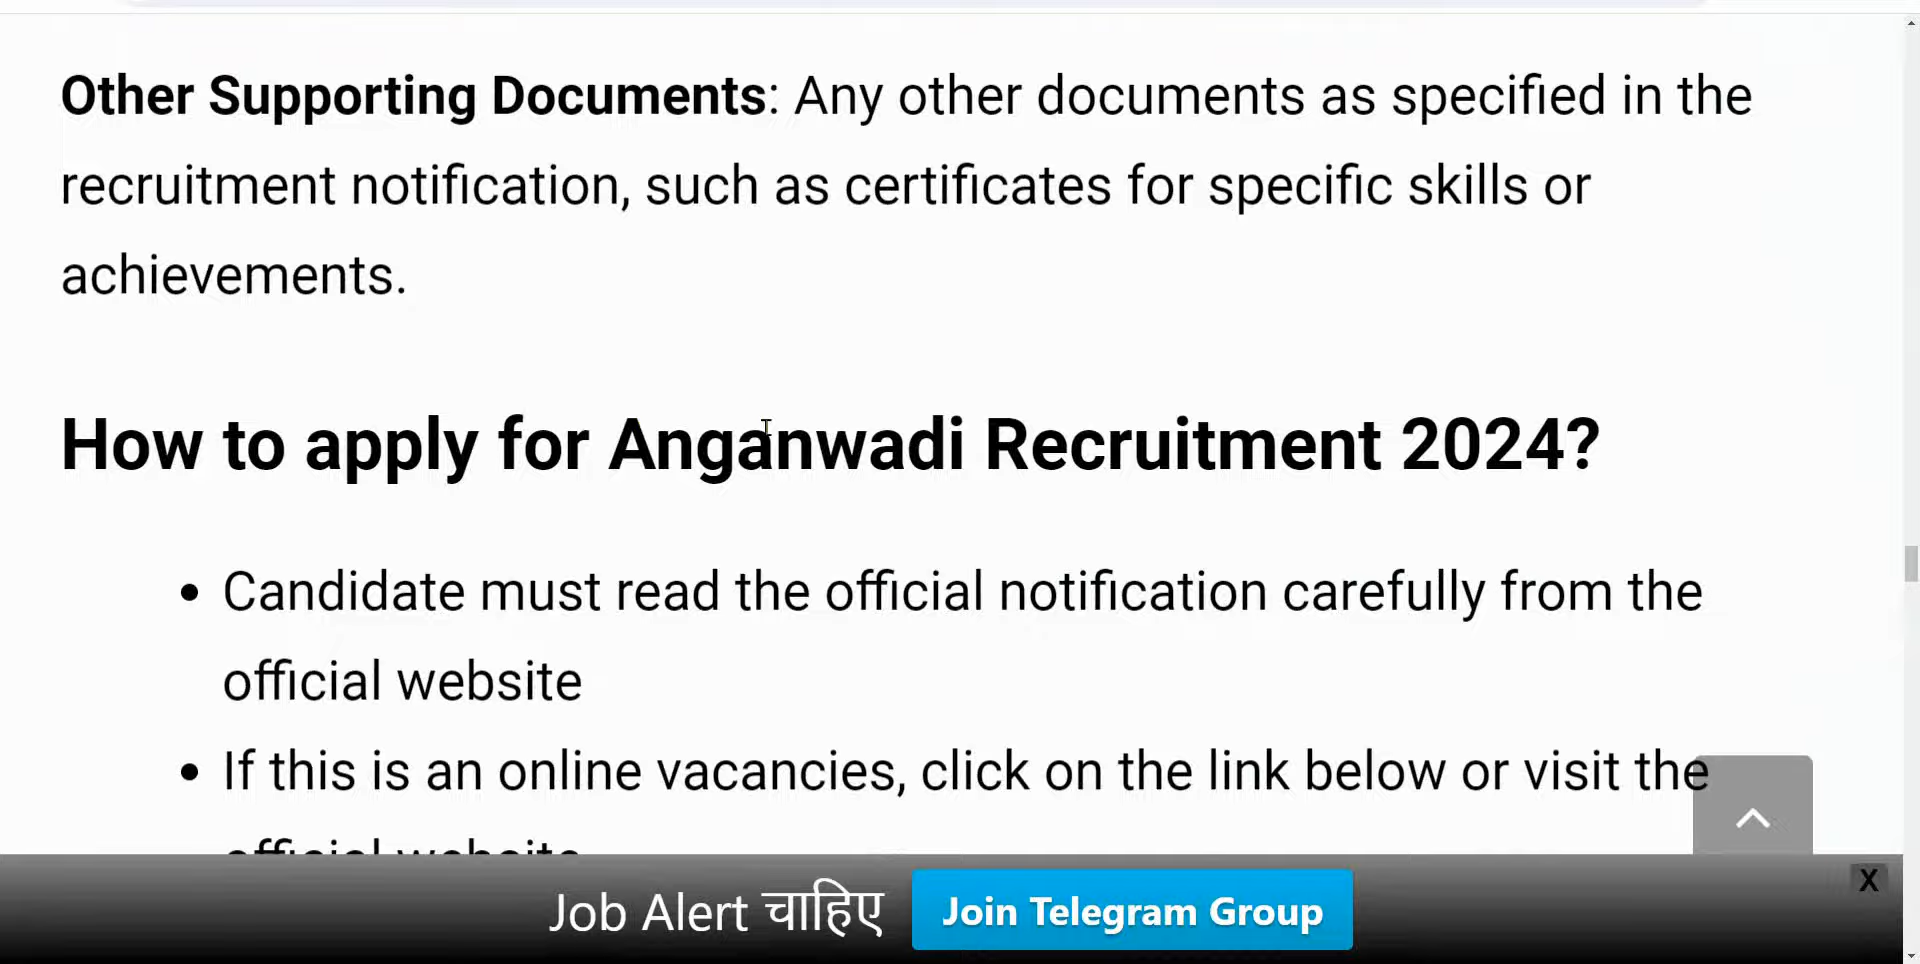 Other Supporting Documents: Any other documents as specified in the
recruitment notification, such as certificates for specific skills or
achievements.
How to apply for Anganwadi Recruitment 2024?
• Candidate must read the official notification carefully from the
official website
• If this is an online vacancies, click on the link below or visit the
official website
Job Alert चाहिए Join Telegram Group
X